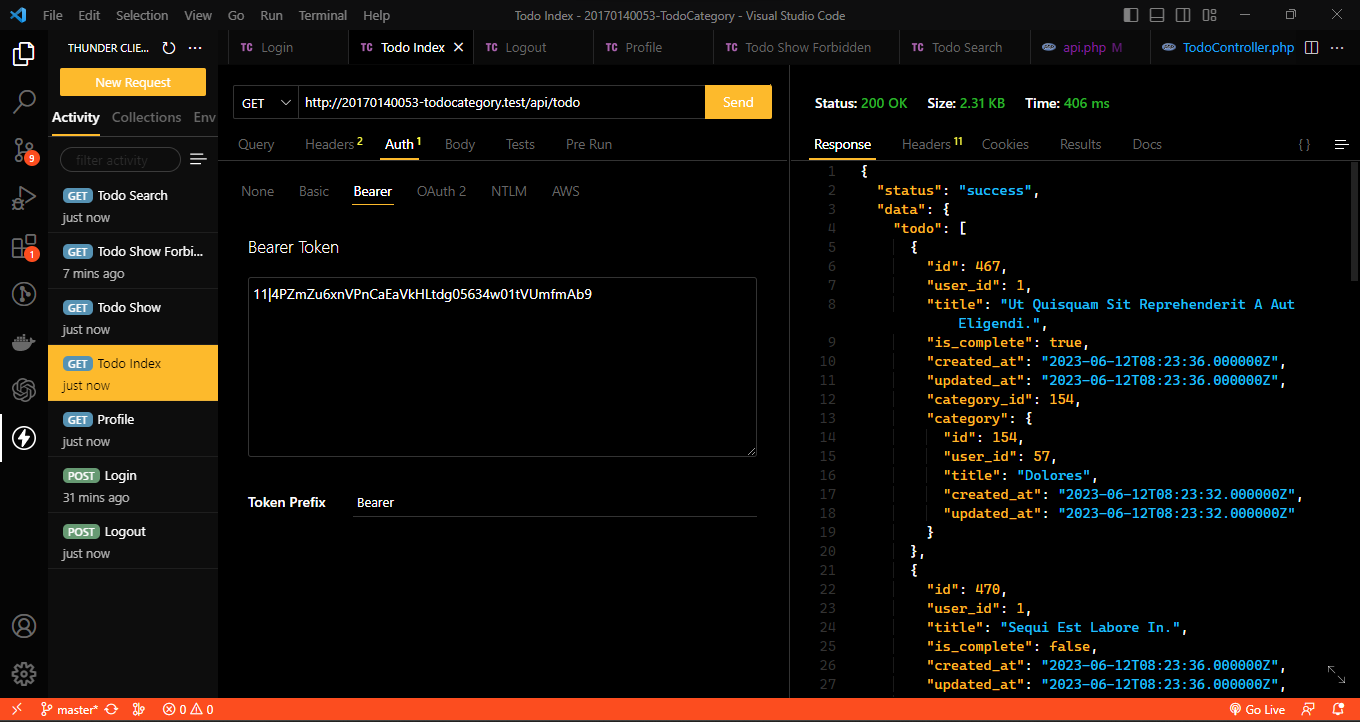 File Edit Selection View Go Run Terminal Help Todo Index - 20170140053-TodoCategory - Visual Studio Code
THUNDER CLIE... ...
TC Login TC Todo Index TC Logout TC Profile TC Todo Show Forbidden TC Todo Search api.php M TodoController.php ...
New Request
Activity Collections Env
filter activity
GET Todo Search
just now
GET Todo Show Forbi...
7 mins ago
GET Todo Show
just now
GET Todo Index
just now
GET Profile
just now
POST Login
31 mins ago
POST Logout
just now
9
1
GET http://20170140053-todocategory.test/api/todo Send
Query Headers 2 Auth 1 Body Tests Pre Run
None Basic Bearer OAuth 2 NTLM AWS
Bearer Token
11|4PZmZu6xnVPnCaEaVkHLtdg05634w01tVUmfmAb9
Token Prefix Bearer
Status: 200 OK Size: 2.31 KB Time: 406 ms
Response Headers 11 Cookies Results Docs { }
1 {
2 "status": "success",
3 "data": {
4 "todo": [
5 {
6 "id": 467,
7 "user_id": 1,
8 "title": "Ut Quisquam Sit Reprehenderit A Aut
Eligendi.",
9 "is_complete": true,
10 "created_at": "2023-06-12T08:23:36.000000Z",
11 "updated_at": "2023-06-12T08:23:36.000000Z",
12 "category_id": 154,
13 "category": {
14 "id": 154,
15 "user_id": 57,
16 "title": "Dolores",
17 "created_at": "2023-06-12T08:23:32.000000Z",
18 "updated_at": "2023-06-12T08:23:32.000000Z"
19 }
20 },
21 {
22 "id": 470,
23 "user_id": 1,
24 "title": "Sequi Est Labore In.",
25 "is_complete": false,
26 "created_at": "2023-06-12T08:23:36.000000Z",
27 "updated_at": "2023-06-12T08:23:36.000000Z",
master* 0 0 Go Live